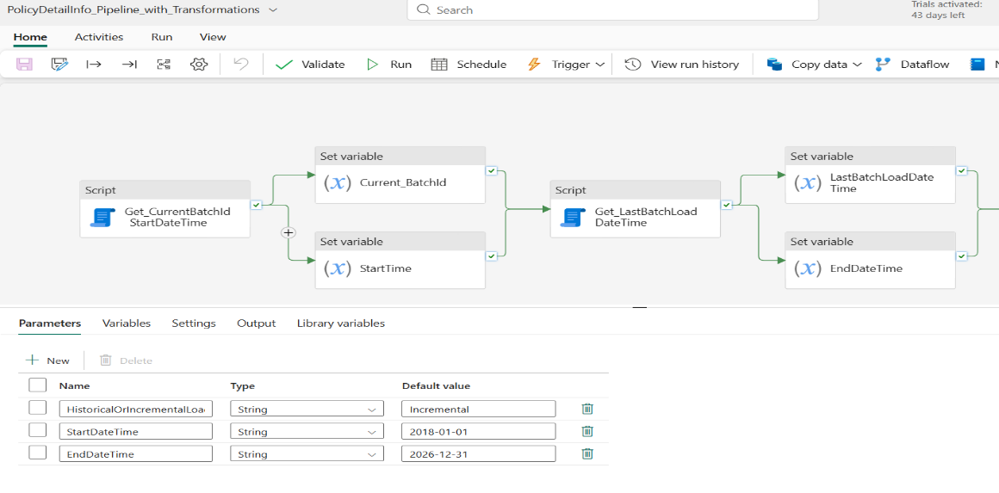 PolicyDetailInfo_Pipeline_with_Transformations
Search
Trials activated:
43 days left
Home Activities Run View
Validate Run Schedule Trigger View run history Copy data Dataflow N
Set variable
(x) Current_BatchId
Script
Get_CurrentBatchId
StartDateTime
Set variable
(x) StartTime
Script
Get_LastBatchLoad
DateTime
Set variable
(x) LastBatchLoadDate
Time
Set variable
(x) EndDateTime
Parameters Variables Settings Output Library variables
New Delete
Name Type Default value
HistoricalOrIncrementalLoa String Incremental
StartDateTime String 2018-01-01
EndDateTime String 2026-12-31